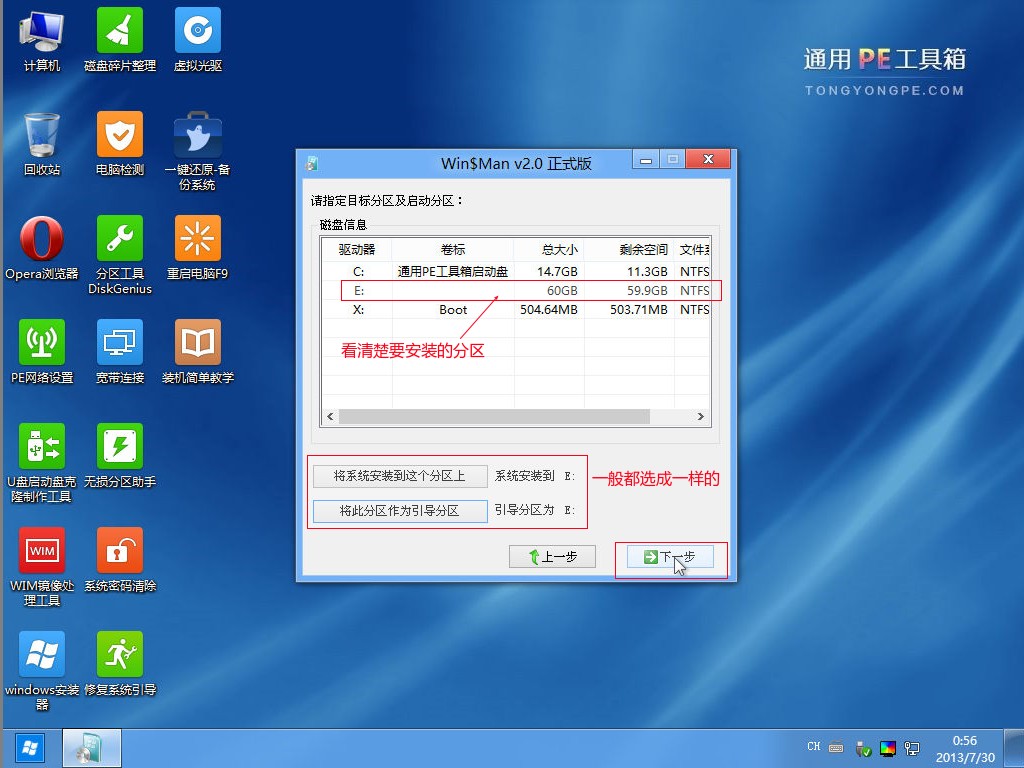 计算机
磁盘碎片整理
虚拟光驱
回收站
电脑检测
一键还原-备
份系统
Opera浏览器
分区工具
DiskGenius
重启电脑F9
PE网络设置
宽带连接
装机简单教学
U盘启动盘克
隆制作工具
无损分区助手
WIM
WIM镜像处
理工具
系统密码清除
windows安装
器
修复系统引导
通用PE工具箱
TONGYONGPE.COM
Win$Man v2.0 正式版
请指定目标分区及启动分区：
磁盘信息
驱动器 卷标 总大小 剩余空间 文件系
C: 通用PE工具箱启动盘 14.7GB 11.3GB NTFS
E: 60GB 59.9GB NTFS
X: Boot 504.64MB 503.71MB NTFS
看清楚要安装的分区
将系统安装到这个分区上 系统安装到 E:
一般都选成一样的
将此分区作为引导分区 引导分区为 E:
上一步
下一步
CH
0:56
2013/7/30